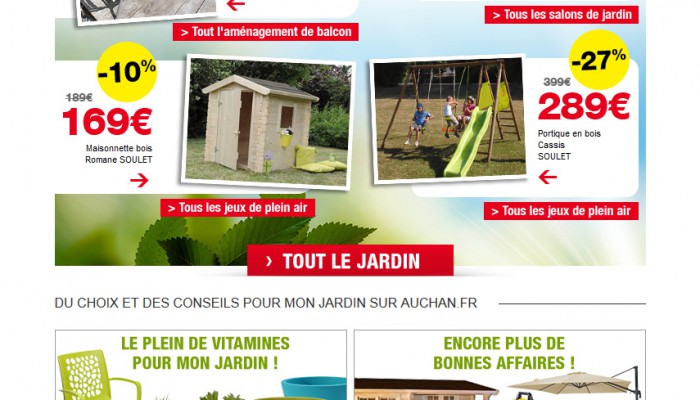 > Tous les salons de jardin
> Tout l'aménagement de balcon
-10%
189€
169€
Maisonnette bois
Romane SOULET
-27%
399€
289€
Portique en bois
Cassis
SOULET
> Tous les jeux de plein air
> Tous les jeux de plein air
› TOUT LE JARDIN
DU CHOIX ET DES CONSEILS POUR MON JARDIN SUR AUCHAN.FR
LE PLEIN DE VITAMINES
POUR MON JARDIN !
ENCORE PLUS DE
BONNES AFFAIRES !